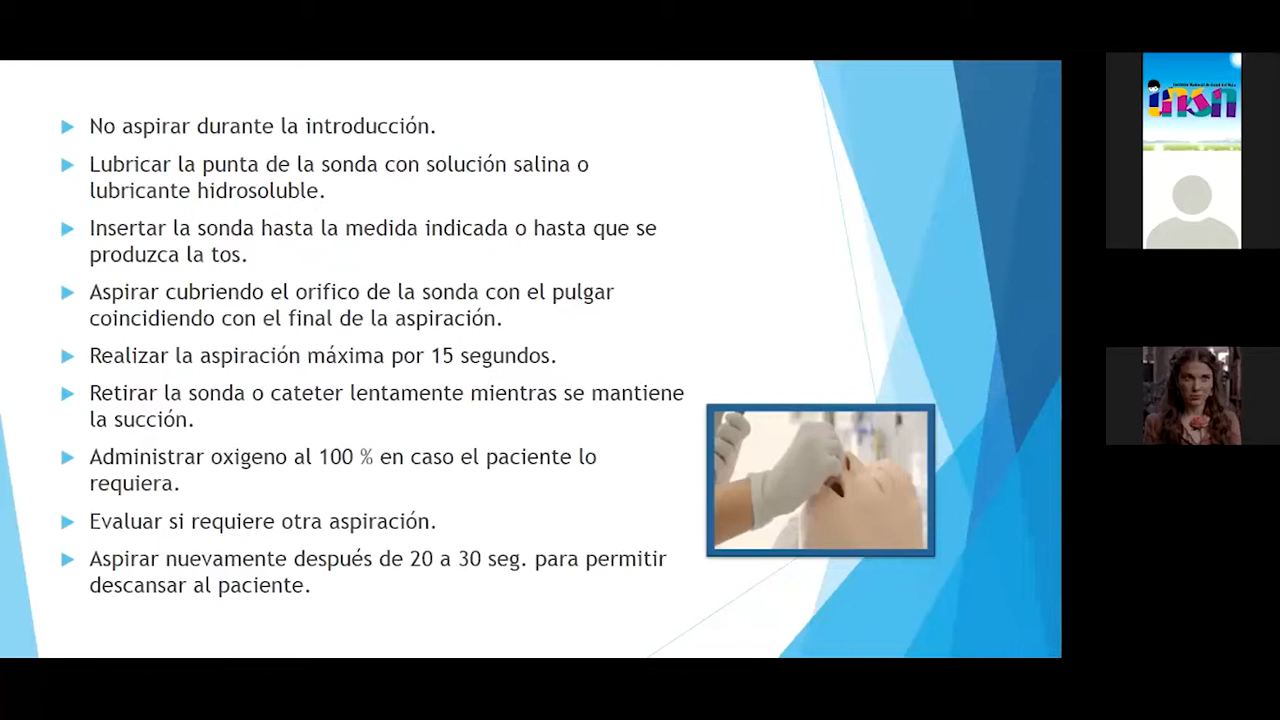 No aspirar durante la introducción.
Lubricar la punta de la sonda con solución salina o
lubricante hidrosoluble.
Insertar la sonda hasta la medida indicada o hasta que se
produzca la tos.
Aspirar cubriendo el orifico de la sonda con el pulgar
coincidiendo con el final de la aspiración.
Realizar la aspiración máxima por 15 segundos.
Retirar la sonda o cateter lentamente mientras se mantiene
la succión.
Administrar oxigeno al 100 % en caso el paciente lo
requiera.
Evaluar si requiere otra aspiración.
Aspirar nuevamente después de 20 a 30 seg. para permitir
descansar al paciente.
insn